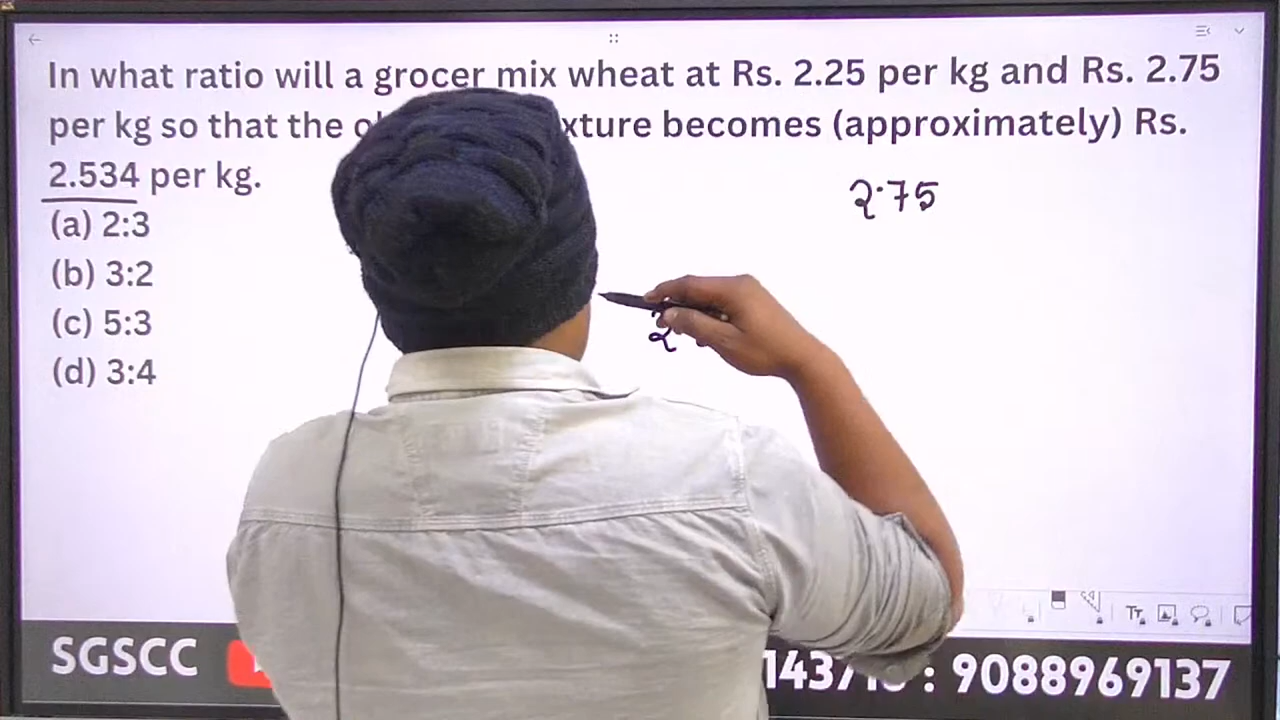 In what ratio will a grocer mix wheat at Rs. 2.25 per kg and Rs. 2.75
per kg so that the becomes (approximately) Rs.
2.534 per kg.
2.75
(a) 2:3
(b) 3:2
2
(c) 5:3
(d) 3:4
Tr
SGSCC : 9088969137